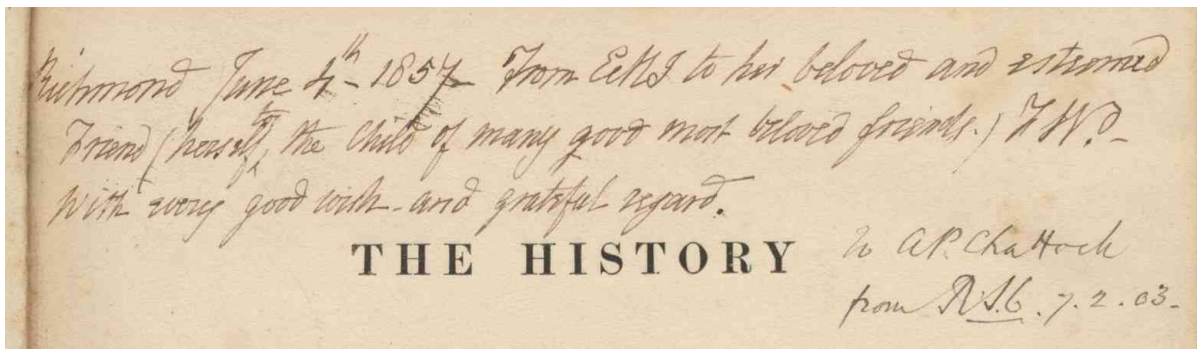 Richmond June 4th - 1857 From EKJ to her beloved and esteemed
Friend (herself, the Child of many good most beloved friends.) F W. -
With every good wish - and grateful regard.
THE HISTORY
To A.P. Chattock
from R.S.C. 7.2.03-